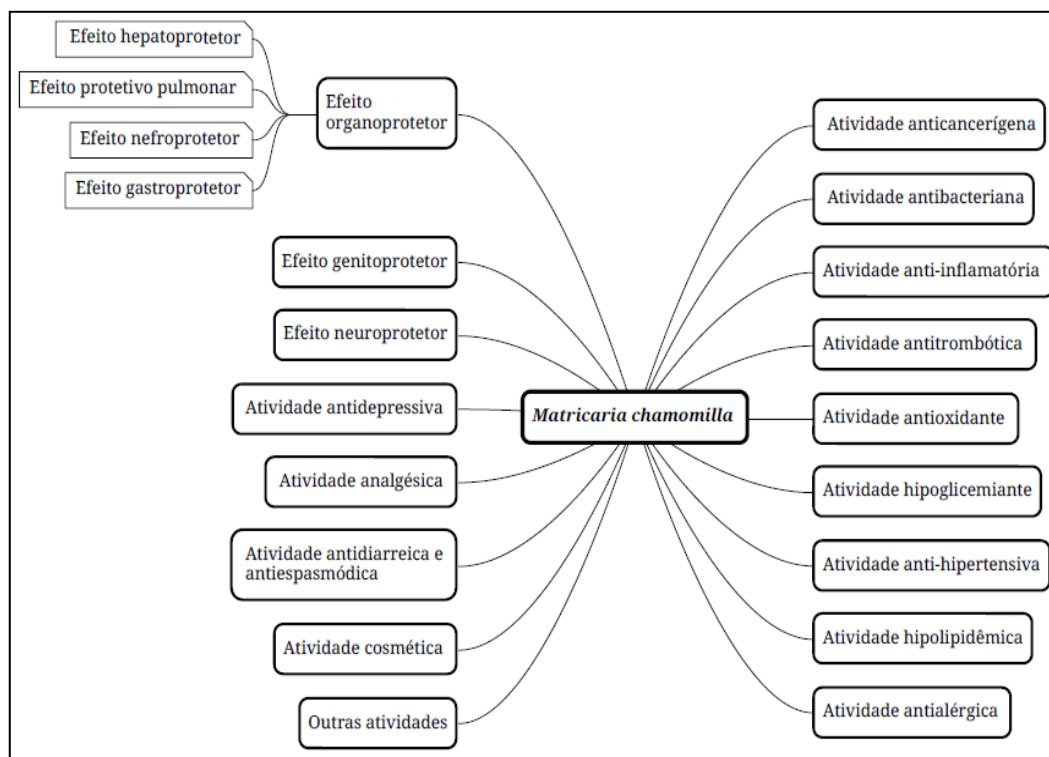 Efeito hepatoprotetor
Efeito protetivo pulmonar
Efeito nefroprotetor
Efeito gastroprotetor
Efeito
organoprotetor
Efeito genitoprotetor
Efeito neuroprotetor
Atividade antidepressiva
Atividade analgésica
Atividade antidiarreica e
antiespasmódica
Atividade cosmética
Outras atividades
Matricaria chamomilla
Atividade anticancerígena
Atividade antibacteriana
Atividade anti-inflamatória
Atividade antitrombótica
Atividade antioxidante
Atividade hipoglicemiante
Atividade anti-hipertensiva
Atividade hipolipidêmica
Atividade antialérgica